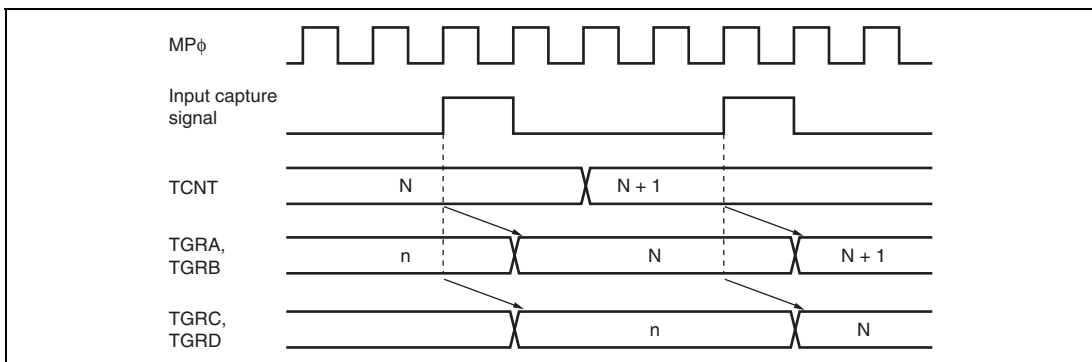 MPϕ
Input capture
signal
TCNT
N
N + 1
TGRA,
TGRB
n
N
N + 1
TGRC,
TGRD
n
N